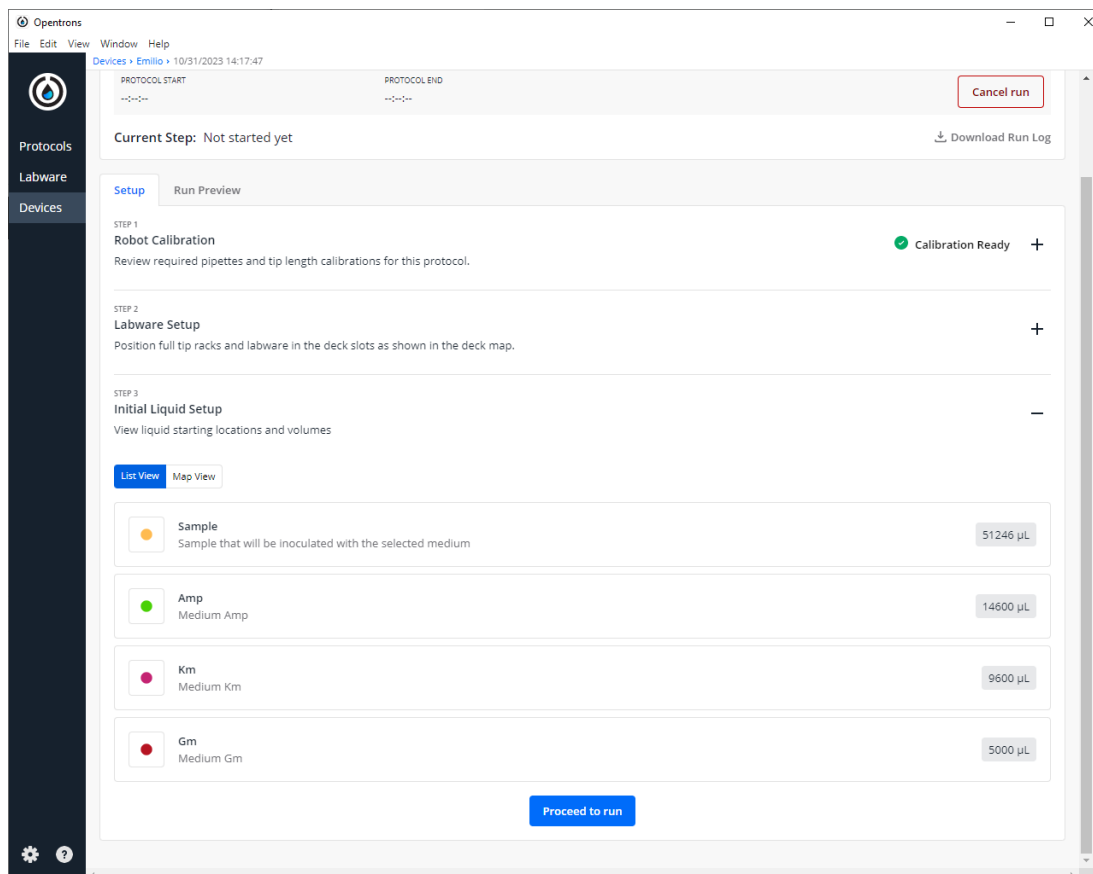 Opentrons
File Edit View Window Help
Devices › Emilio › 10/31/2023 14:17:47
PROTOCOL START PROTOCOL END
--:--:-- --:--:--
Cancel run
Current Step: Not started yet
Download Run Log
Protocols
Labware
Devices
Setup Run Preview
STEP 1
Robot Calibration
Calibration Ready
Review required pipettes and tip length calibrations for this protocol.
STEP 2
Labware Setup
Position full tip racks and labware in the deck slots as shown in the deck map.
STEP 3
Initial Liquid Setup
View liquid starting locations and volumes
List View Map View
Sample
Sample that will be inoculated with the selected medium
51246 µL
Amp
Medium Amp
14600 µL
Km
Medium Km
9600 µL
Gm
Medium Gm
5000 µL
Proceed to run